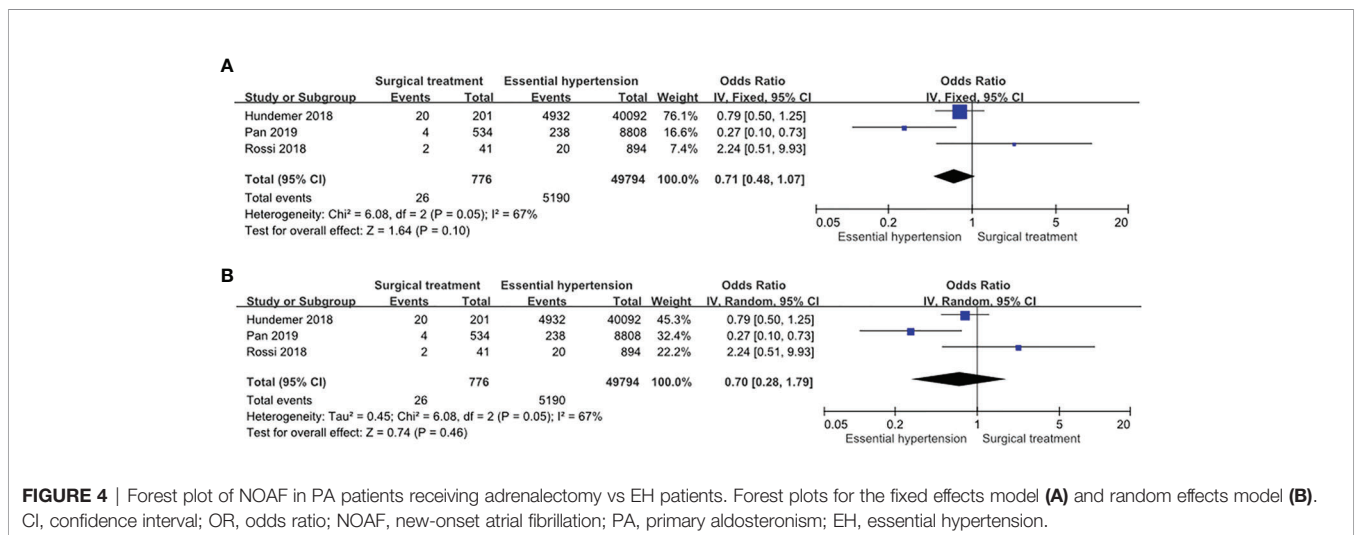 A
Surgical treatment Essential hypertension Odds Ratio Odds Ratio
Study or Subgroup Events Total Events Total Weight IV, Fixed, 95% CI IV, Fixed, 95% CI
Hundemer 2018 20 201 4932 40092 76.1% 0.79 [0.50, 1.25]
Pan 2019 4 534 238 8808 16.6% 0.27 [0.10, 0.73]
Rossi 2018 2 41 20 894 7.4% 2.24 [0.51, 9.93]
Total (95% CI) 776 49794 100.0% 0.71 [0.48, 1.07]
Total events 26 5190
Heterogeneity: Chi² = 6.08, df = 2 (P = 0.05); I² = 67%
Test for overall effect: Z = 1.64 (P = 0.10)
0.05 0.2 1 5 20
Essential hypertension Surgical treatment
B
Surgical treatment Essential hypertension Odds Ratio Odds Ratio
Study or Subgroup Events Total Events Total Weight IV, Random, 95% CI IV, Random, 95% CI
Hundemer 2018 20 201 4932 40092 45.3% 0.79 [0.50, 1.25]
Pan 2019 4 534 238 8808 32.4% 0.27 [0.10, 0.73]
Rossi 2018 2 41 20 894 22.2% 2.24 [0.51, 9.93]
Total (95% CI) 776 49794 100.0% 0.70 [0.28, 1.79]
Total events 26 5190
Heterogeneity: Tau² = 0.45; Chi² = 6.08, df = 2 (P = 0.05); I² = 67%
Test for overall effect: Z = 0.74 (P = 0.46)
0.05 0.2 1 5 20
Essential hypertension Surgical treatment
FIGURE 4 | Forest plot of NOAF in PA patients receiving adrenalectomy vs EH patients. Forest plots for the fixed effects model (A) and random effects model (B).
CI, confidence interval; OR, odds ratio; NOAF, new-onset atrial fibrillation; PA, primary aldosteronism; EH, essential hypertension.